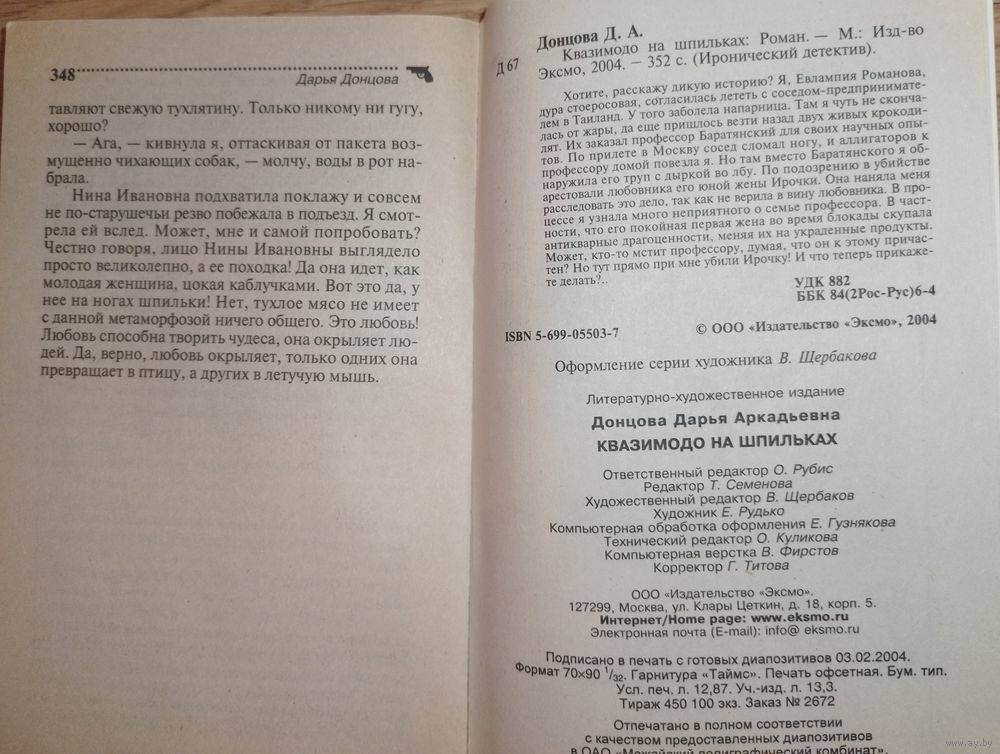 348
Дарья Донцова
тавляют свежую тухлятину. Только никому ни гугу,
хорошо?
— Ага, — кивнула я, оттаскивая от пакета воз-
мущенно чихающих собак, — молчу, воды в рот на-
брала.
Нина Ивановна подхватила поклажу и совсем
не по-старушечьи резво побежала в подъезд. Я смот-
рела ей вслед. Может, мне и самой попробовать?
Честно говоря, лицо Нины Ивановны выглядело
просто великолепно, а ее походка! Да она идет, как
молодая женщина, цокая каблучками. Вот это да, у
нее на ногах шпильки! Нет, тухлое мясо не имеет
с данной метаморфозой ничего общего. Это любовь!
Любовь способна творить чудеса, она окрыляет лю-
дей. Да, верно, любовь окрыляет, только одних она
превращает в птицу, а других в летучую мышь.
Донцова Д. А.
Д 67
Квазимодо на шпильках: Роман. — М.: Изд-во
Эксмо, 2004. — 352 с. (Иронический детектив).
Хотите, расскажу дикую историю? Я, Евлампия Романова,
дура стоеросовая, согласилась лететь с соседом-предпринимате-
лем в Таиланд. У того заболела напарница. Там я чуть не сконча-
лась от жары, да еще пришлось везти назад двух живых крокоди-
лят. Их заказал профессор Баратянский для своих научных опы-
тов. По прилете в Москву сосед сломал ногу, и аллигаторов к
профессору домой повезла я. Но там вместо Баратянского я об-
наружила его труп с дыркой во лбу. По подозрению в убийстве
арестовали любовника его юной жены Ирочки. Она наняла меня
расследовать это дело, так как не верила в вину любовника. В про-
цессе я узнала много неприятного о семье профессора. В част-
ности, что его покойная первая жена во время блокады скупала
антикварные драгоценности, меняя их на украденные продукты.
Может, кто-то мстит профессору, думая, что он к этому причас-
тен? Но тут прямо при мне убили Ирочку! И что теперь прикаже-
те делать?..
УДК 882
ББК 84(2Рос-Рус)6-4
ISBN 5-699-05503-7
© ООО «Издательство «Эксмо», 2004
Оформление серии художника В. Щербакова
Литературно-художественное издание
Донцова Дарья Аркадьевна
КВАЗИМОДО НА ШПИЛЬКАХ
Ответственный редактор О. Рубис
Редактор Т. Семенова
Художественный редактор В. Щербаков
Художник Е. Рудько
Компьютерная обработка оформления Е. Гузнякова
Технический редактор О. Куликова
Компьютерная верстка В. Фирстов
Корректор Г. Титова
ООО «Издательство «Эксмо».
127299, Москва, ул. Клары Цеткин, д. 18, корп. 5.
Интернет/Home page: www.eksmo.ru
Электронная почта (E-mail): info@ eksmo.ru
Подписано в печать с готовых диапозитивов 03.02.2004.
Формат 70×90 1/32. Гарнитура «Таймс». Печать офсетная. Бум. тип.
Усл. печ. л. 12,87. Уч.-изд. л. 13,3.
Тираж 450 100 экз. Заказ № 2672
Отпечатано в полном соответствии
с качеством предоставленных диапозитивов
в ОАО «Можайский полиграфический комбинат».
www.ay.by